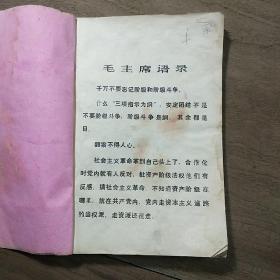 毛主席语录
千万不要忘记阶级和阶级斗争。
什么“三项指示为纲”，安定团结不是
不要阶级斗争，阶级斗争是纲，其余都是
目。
翻案不得人心。
社会主义革命革到自己头上了，合作化
时党内就有人反对，批资产阶级法权他们有
反感。搞社会主义革命，不知道资产阶级在
哪里，就在共产党内，党内走资本主义道路
的当权派。走资派还在走。